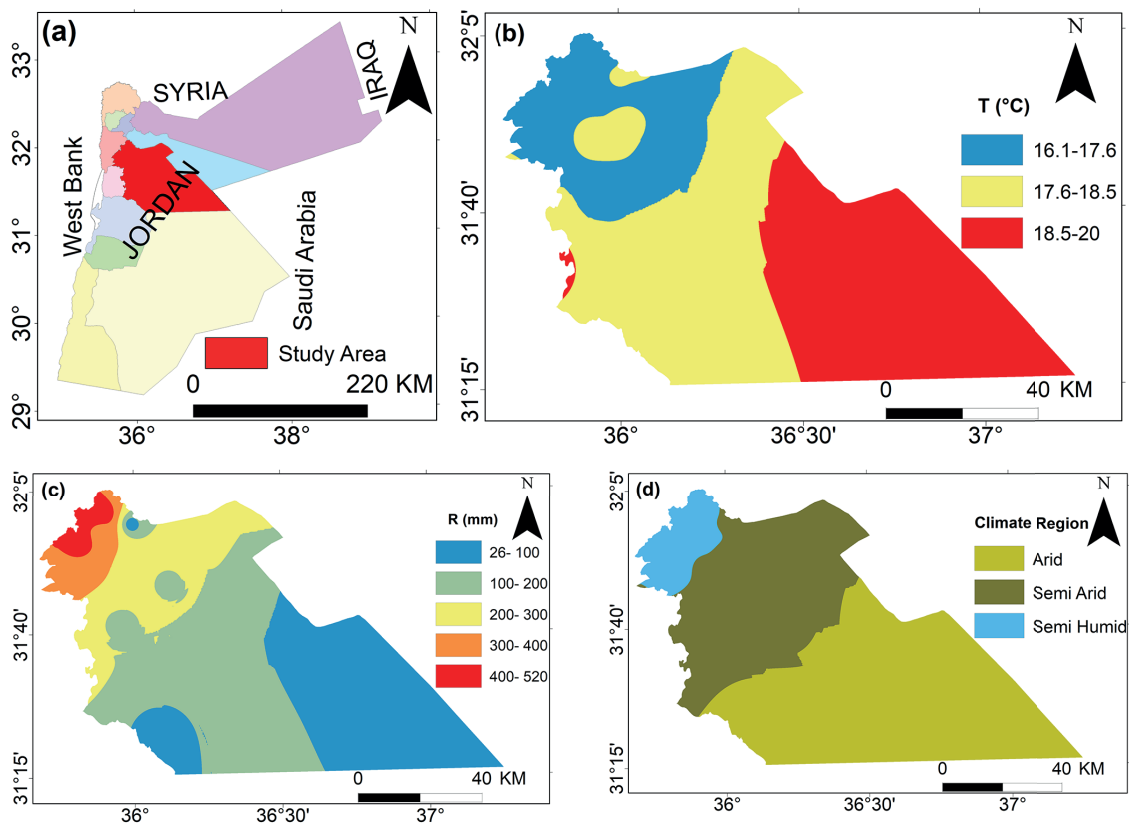 (a)
N
33°
32°
31°
30°
29°
SYRIA
IRAQ
West Bank
JORDAN
Saudi Arabia
Study Area
0 220 KM
36° 38°
(b)
N
32°5'
31°40'
31°15'
T (°C)
16.1-17.6
17.6-18.5
18.5-20
0 40 KM
36° 36°30' 37°
(c)
N
32°5'
31°40'
31°15'
R (mm)
26- 100
100- 200
200- 300
300- 400
400- 520
0 40 KM
36° 36°30' 37°
(d)
N
32°5'
31°40'
31°15'
Climate Region
Arid
Semi Arid
Semi Humid
0 40 KM
36° 36°30' 37°